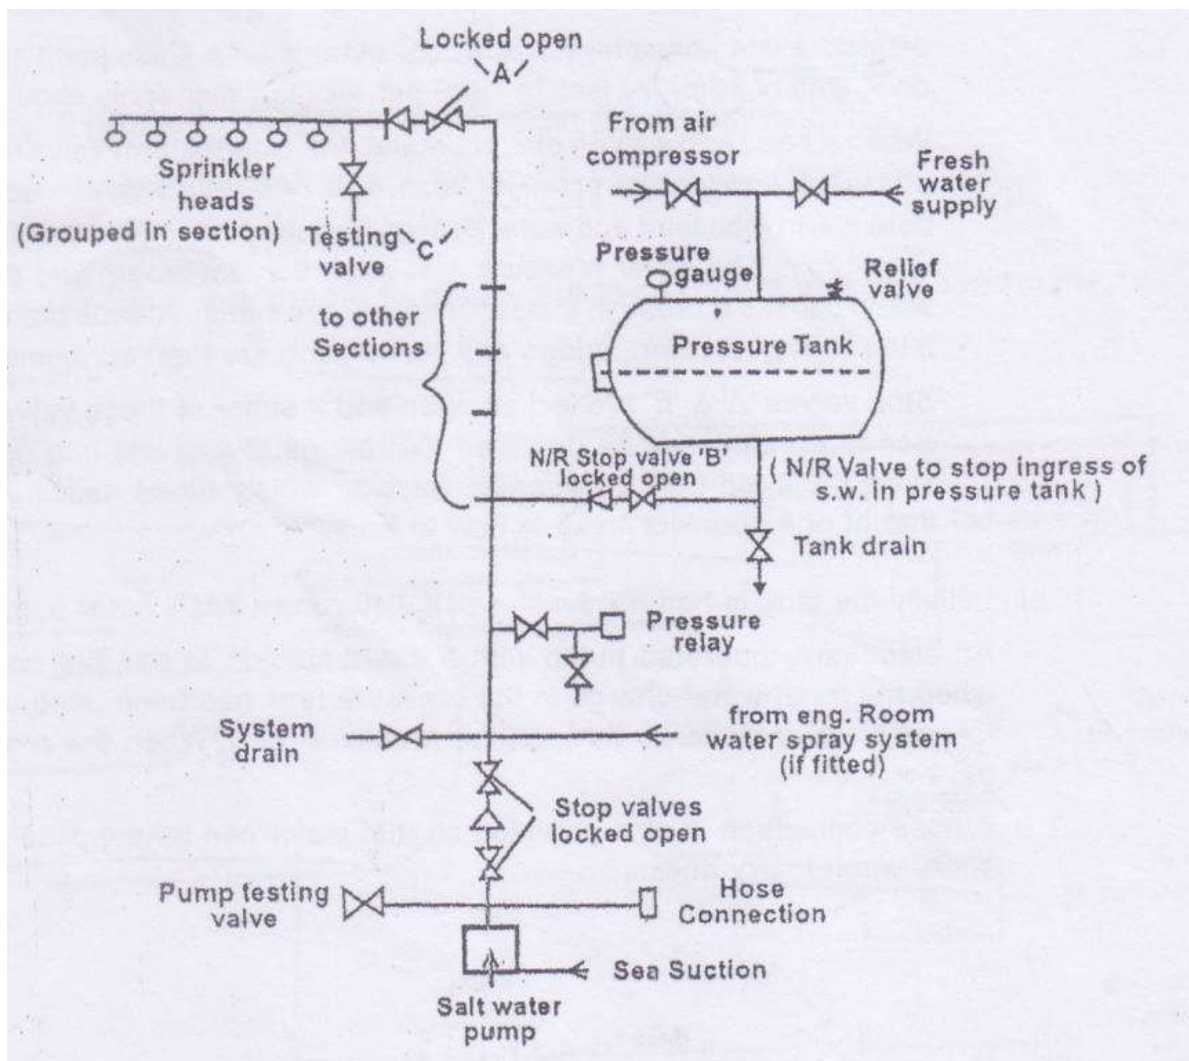 Locked open
A
From air
compressor
Fresh
water
supply
Sprinkler
heads
(Grouped in section)
Testing
valve
C
Pressure
gauge
Relief
valve
to other
Sections
Pressure Tank
N/R Stop valve 'B'
locked open
( N/R Valve to stop ingress of
s.w. in pressure tank )
Tank drain
Pressure
relay
System
drain
from eng. Room
water spray system
(if fitted)
Stop valves
locked open
Pump testing
valve
Hose
Connection
Sea Suction
Salt water
pump